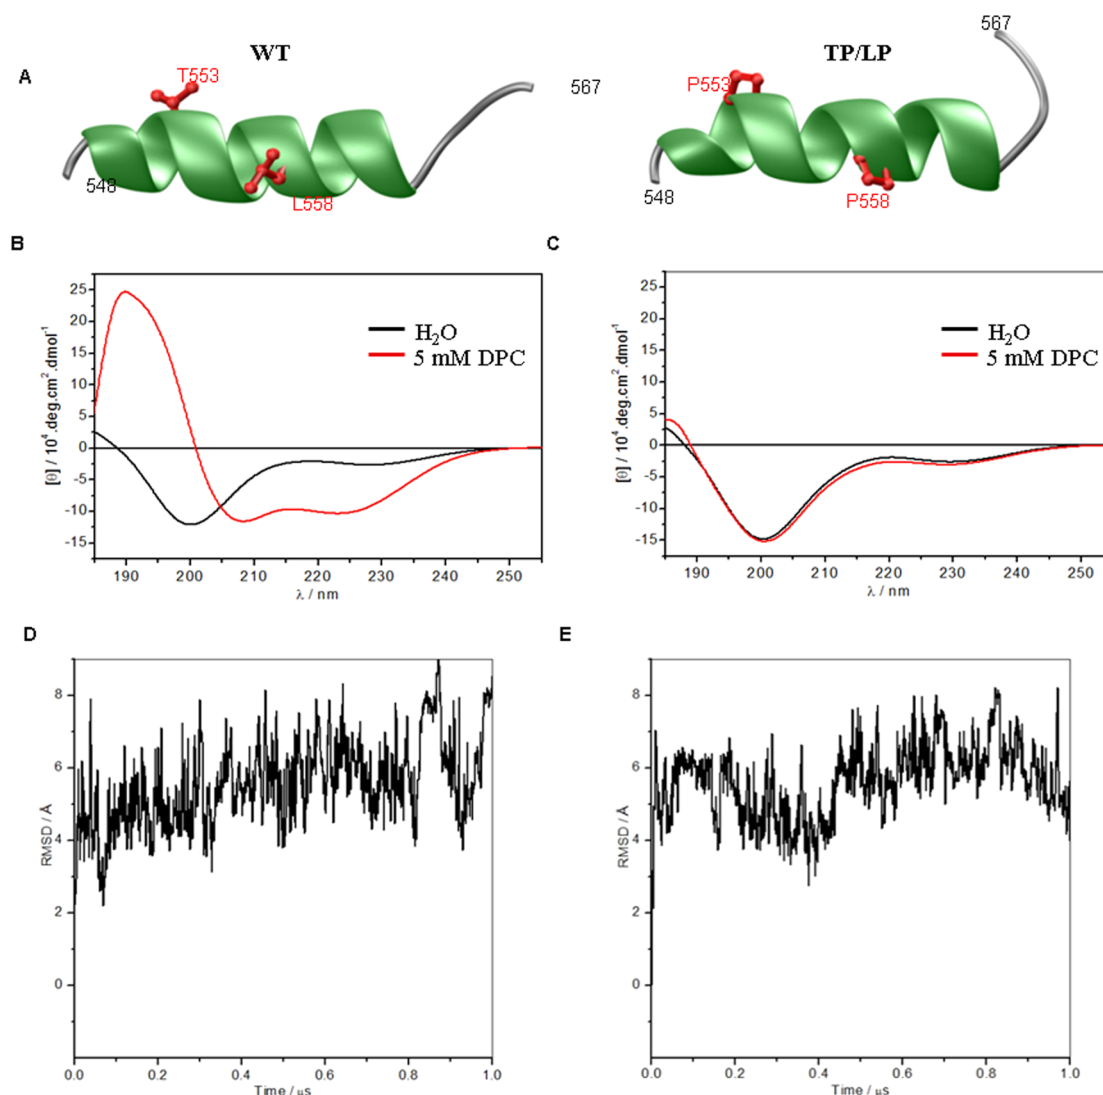 WT
TP/LP
A
T553
567
548
L558
567
P553
548
P558
B
C
[θ] / 10⁴.deg.cm².dmol⁻¹
25
20
15
10
5
0
-5
-10
-15
H₂O
5 mM DPC
190 200 210 220 230 240 250
λ / nm
[θ] / 10⁴.deg.cm².dmol⁻¹
25
20
15
10
5
0
-5
-10
-15
H₂O
5 mM DPC
190 200 210 220 230 240 250
λ / nm
D
E
RMSD / Å
8
6
4
2
0
0.0 0.2 0.4 0.6 0.8 1.0
Time / μs
RMSD / Å
8
6
4
2
0
0.0 0.2 0.4 0.6 0.8 1.0
Time / μs